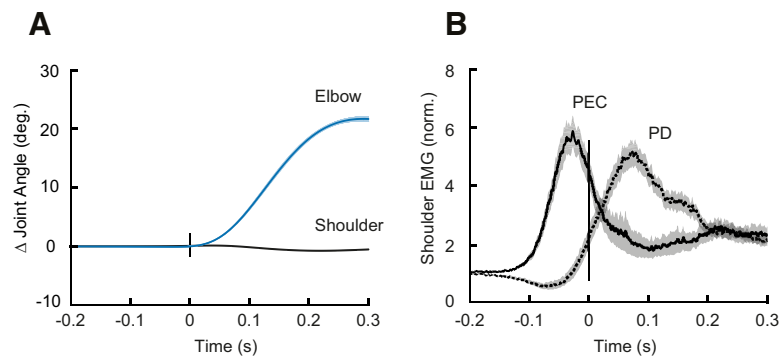 A
Δ Joint Angle (deg.)
30
20
10
0
-10
Elbow
Shoulder
-0.2 -0.1 0 0.1 0.2 0.3
Time (s)
B
Shoulder EMG (norm.)
8
6
4
2
0
PEC
PD
-0.2 -0.1 0 0.1 0.2 0.3
Time (s)